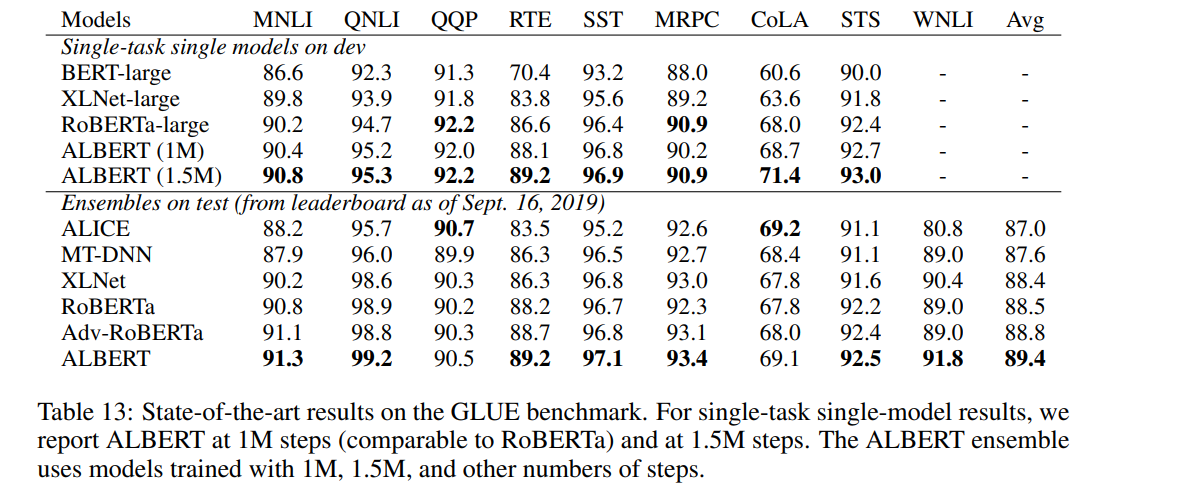 Models MNLI QNLI QQP RTE SST MRPC CoLA STS WNLI Avg
Single-task single models on dev
BERT-large 86.6 92.3 91.3 70.4 93.2 88.0 60.6 90.0 - -
XLNet-large 89.8 93.9 91.8 83.8 95.6 89.2 63.6 91.8 - -
RoBERTa-large 90.2 94.7 92.2 86.6 96.4 90.9 68.0 92.4 - -
ALBERT (1M) 90.4 95.2 92.0 88.1 96.8 90.2 68.7 92.7 - -
ALBERT (1.5M) 90.8 95.3 92.2 89.2 96.9 90.9 71.4 93.0 - -
Ensembles on test (from leaderboard as of Sept. 16, 2019)
ALICE 88.2 95.7 90.7 83.5 95.2 92.6 69.2 91.1 80.8 87.0
MT-DNN 87.9 96.0 89.9 86.3 96.5 92.7 68.4 91.1 89.0 87.6
XLNet 90.2 98.6 90.3 86.3 96.8 93.0 67.8 91.6 90.4 88.4
RoBERTa 90.8 98.9 90.2 88.2 96.7 92.3 67.8 92.2 89.0 88.5
Adv-RoBERTa 91.1 98.8 90.3 88.7 96.8 93.1 68.0 92.4 89.0 88.8
ALBERT 91.3 99.2 90.5 89.2 97.1 93.4 69.1 92.5 91.8 89.4
Table 13: State-of-the-art results on the GLUE benchmark. For single-task single-model results, we
report ALBERT at 1M steps (comparable to RoBERTa) and at 1.5M steps. The ALBERT ensemble
uses models trained with 1M, 1.5M, and other numbers of steps.